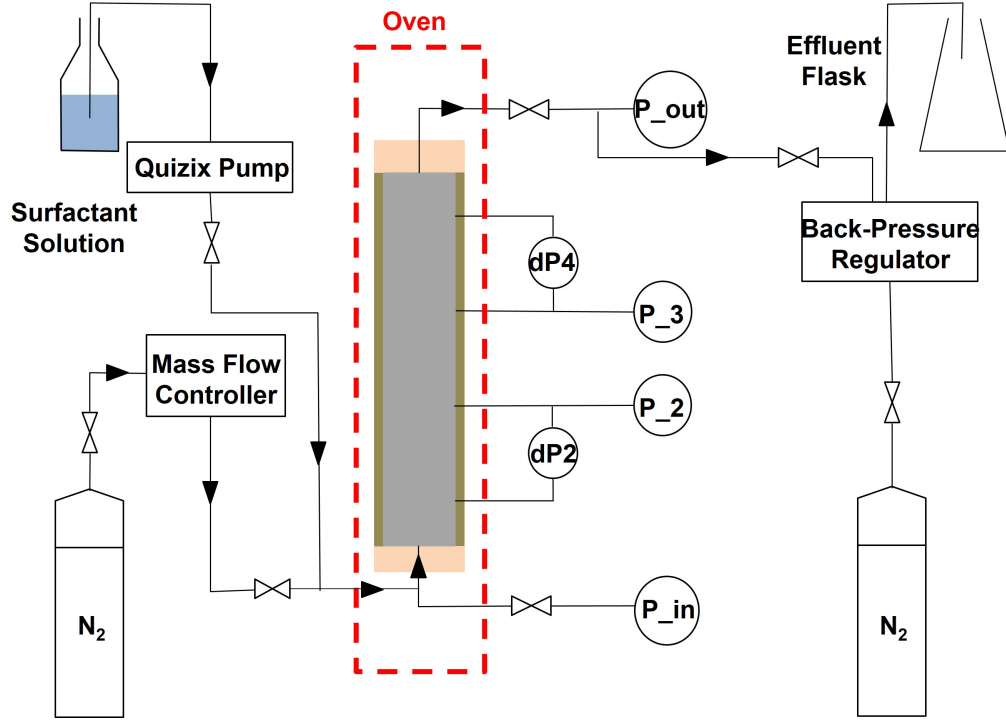 Oven
Effluent
Flask
P_out
Quizix Pump
Surfactant
Solution
dP4
Back-Pressure
Regulator
P_3
Mass Flow
Controller
P_2
dP2
P_in
N₂
N₂